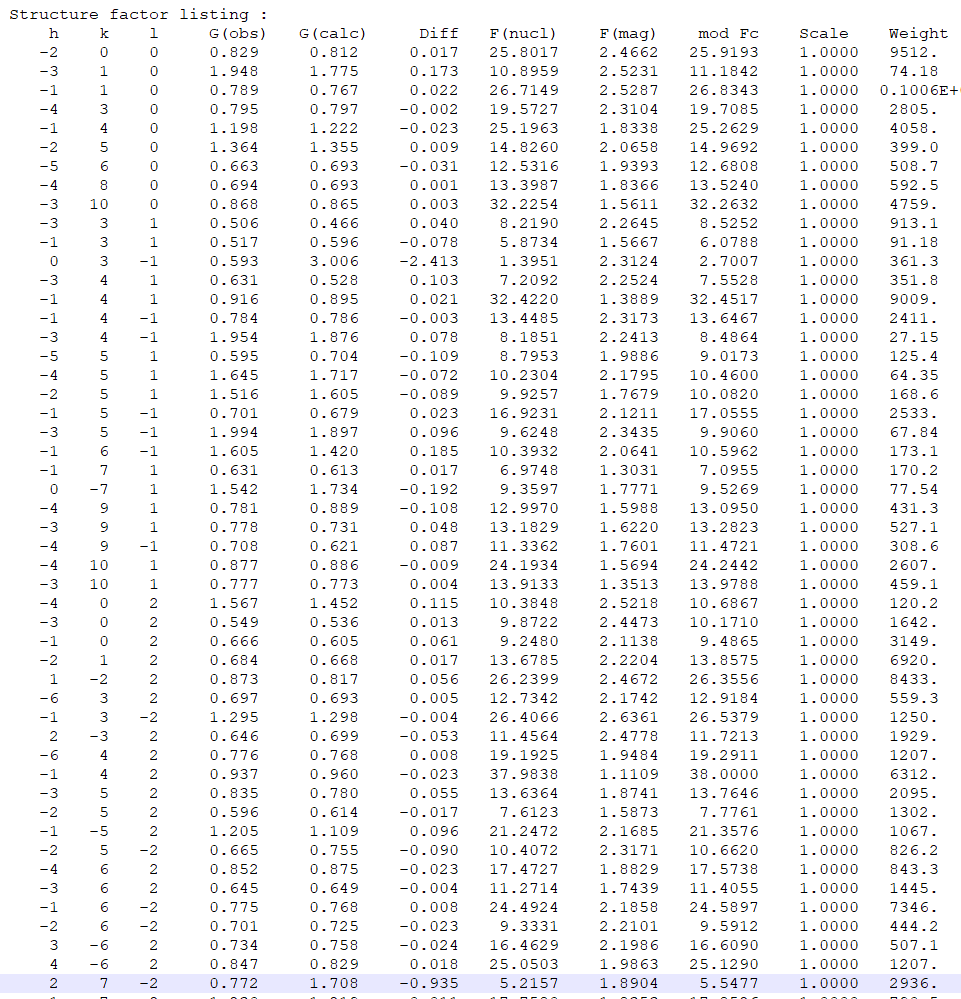 Structure factor listing :
h k l G(obs) G(calc) Diff F(nucl) F(mag) mod Fc Scale Weight
-2 0 0 0.829 0.812 0.017 25.8017 2.4662 25.9193 1.0000 9512.
-3 1 0 1.948 1.775 0.173 10.8959 2.5231 11.1842 1.0000 74.18
-1 1 0 0.789 0.767 0.022 26.7149 2.5287 26.8343 1.0000 0.1006E+
-4 3 0 0.795 0.797 -0.002 19.5727 2.3104 19.7085 1.0000 2805.
-1 4 0 1.198 1.222 -0.023 25.1963 1.8338 25.2629 1.0000 4058.
-2 5 0 1.364 1.355 0.009 14.8260 2.0658 14.9692 1.0000 399.0
-5 6 0 0.663 0.693 -0.031 12.5316 1.9393 12.6808 1.0000 508.7
-4 8 0 0.694 0.693 0.001 13.3987 1.8366 13.5240 1.0000 592.5
-3 10 0 0.868 0.865 0.003 32.2254 1.5611 32.2632 1.0000 4759.
-3 3 1 0.506 0.466 0.040 8.2190 2.2645 8.5252 1.0000 913.1
-1 3 1 0.517 0.596 -0.078 5.8734 1.5667 6.0788 1.0000 91.18
0 3 -1 0.593 3.006 -2.413 1.3951 2.3124 2.7007 1.0000 361.3
-3 4 1 0.631 0.528 0.103 7.2092 2.2524 7.5528 1.0000 351.8
-1 4 1 0.916 0.895 0.021 32.4220 1.3889 32.4517 1.0000 9009.
-1 4 -1 0.784 0.786 -0.003 13.4485 2.3173 13.6467 1.0000 2411.
-3 4 -1 1.954 1.876 0.078 8.1851 2.2413 8.4864 1.0000 27.15
-5 5 1 0.595 0.704 -0.109 8.7953 1.9886 9.0173 1.0000 125.4
-4 5 1 1.645 1.717 -0.072 10.2304 2.1795 10.4600 1.0000 64.35
-2 5 1 1.516 1.605 -0.089 9.9257 1.7679 10.0820 1.0000 168.6
-1 5 -1 0.701 0.679 0.023 16.9231 2.1211 17.0555 1.0000 2533.
-3 5 -1 1.994 1.897 0.096 9.6248 2.3435 9.9060 1.0000 67.84
-1 6 -1 1.605 1.420 0.185 10.3932 2.0641 10.5962 1.0000 173.1
-1 7 1 0.631 0.613 0.017 6.9748 1.3031 7.0955 1.0000 170.2
0 -7 1 1.542 1.734 -0.192 9.3597 1.7771 9.5269 1.0000 77.54
-4 9 1 0.781 0.889 -0.108 12.9970 1.5988 13.0950 1.0000 431.3
-3 9 1 0.778 0.731 0.048 13.1829 1.6220 13.2823 1.0000 527.1
-4 9 -1 0.708 0.621 0.087 11.3362 1.7601 11.4721 1.0000 308.6
-4 10 1 0.877 0.886 -0.009 24.1934 1.5694 24.2442 1.0000 2607.
-3 10 1 0.777 0.773 0.004 13.9133 1.3513 13.9788 1.0000 459.1
-4 0 2 1.567 1.452 0.115 10.3848 2.5218 10.6867 1.0000 120.2
-3 0 2 0.549 0.536 0.013 9.8722 2.4473 10.1710 1.0000 1642.
-1 0 2 0.666 0.605 0.061 9.2480 2.1138 9.4865 1.0000 3149.
-2 1 2 0.684 0.668 0.017 13.6785 2.2204 13.8575 1.0000 6920.
1 -2 2 0.873 0.817 0.056 26.2399 2.4672 26.3556 1.0000 8433.
-6 3 2 0.697 0.693 0.005 12.7342 2.1742 12.9184 1.0000 559.3
-1 3 -2 1.295 1.298 -0.004 26.4066 2.6361 26.5379 1.0000 1250.
2 -3 2 0.646 0.699 -0.053 11.4564 2.4778 11.7213 1.0000 1929.
-6 4 2 0.776 0.768 0.008 19.1925 1.9484 19.2911 1.0000 1207.
-1 4 2 0.937 0.960 -0.023 37.9838 1.1109 38.0000 1.0000 6312.
-3 5 2 0.835 0.780 0.055 13.6364 1.8741 13.7646 1.0000 2095.
-2 5 2 0.596 0.614 -0.017 7.6123 1.5873 7.7761 1.0000 1302.
-1 -5 2 1.205 1.109 0.096 21.2472 2.1685 21.3576 1.0000 1067.
-2 5 -2 0.665 0.755 -0.090 10.4072 2.3171 10.6620 1.0000 826.2
-4 6 2 0.852 0.875 -0.023 17.4727 1.8829 17.5738 1.0000 843.3
-3 6 2 0.645 0.649 -0.004 11.2714 1.7439 11.4055 1.0000 1445.
-1 6 -2 0.775 0.768 0.008 24.4924 2.1858 24.5897 1.0000 7346.
-2 6 -2 0.701 0.725 -0.023 9.3331 2.2101 9.5912 1.0000 444.2
3 -6 2 0.734 0.758 -0.024 16.4629 2.1986 16.6090 1.0000 507.1
4 -6 2 0.847 0.829 0.018 25.0503 1.9863 25.1290 1.0000 1207.
2 7 -2 0.772 1.708 -0.935 5.2157 1.8904 5.5477 1.0000 2936.